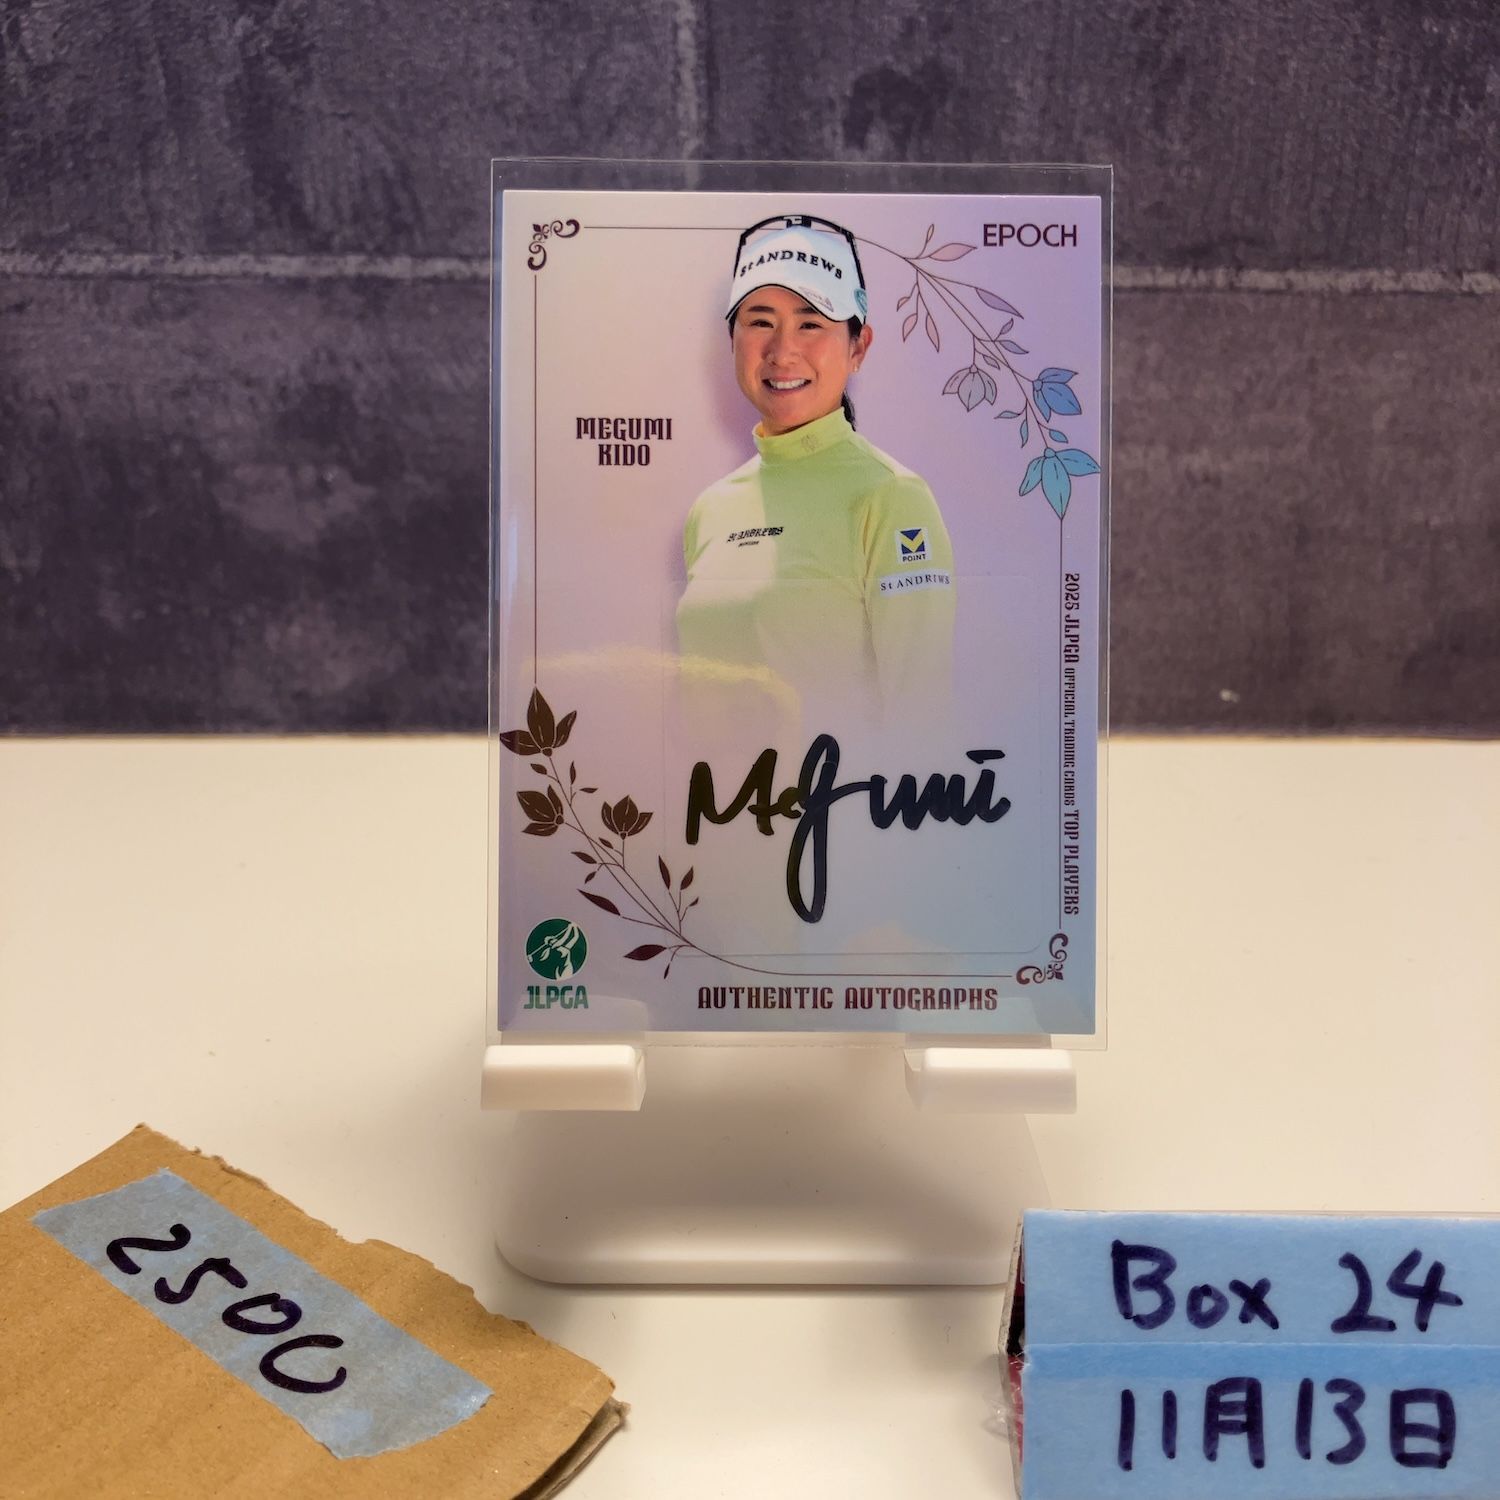 EPOCH
St ANDREWS
MEGUMI
KIDO
St ANDREWS
POINT
St ANDREWS
2025 JLPGA OFFICIAL TRADING CARDS TOP PLAYERS
Megumi
JLPGA
AUTHENTIC AUTOGRAPHS
2500
Box 24
11月13日